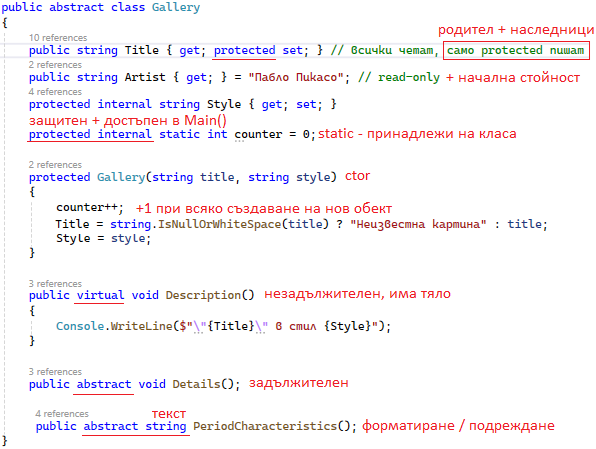 public abstract class Gallery
{
10 references
родител + наследници
public string Title { get; protected set; } // всички четат, само protected пишат
2 references
public string Artist { get; } = "Пабло Пикасо"; // read-only + начална стойност
4 references
protected internal string Style { get; set; }
защитен + достъпен в Main()
protected internal static int counter = 0; static - принадлежи на класа
2 references
protected Gallery(string title, string style) ctor
{
counter++; +1 при всяко създаване на нов обект
Title = string.IsNullOrWhiteSpace(title) ? "Неизвестна картина" : title;
Style = style;
}
3 references
public virtual void Description() незадължителен, има тяло
{
Console.WriteLine($"\"{Title}\" в стил {Style}");
}
3 references
public abstract void Details(); задължителен
4 references
текст
public abstract string PeriodCharacteristics(); форматиране / подреждане
}